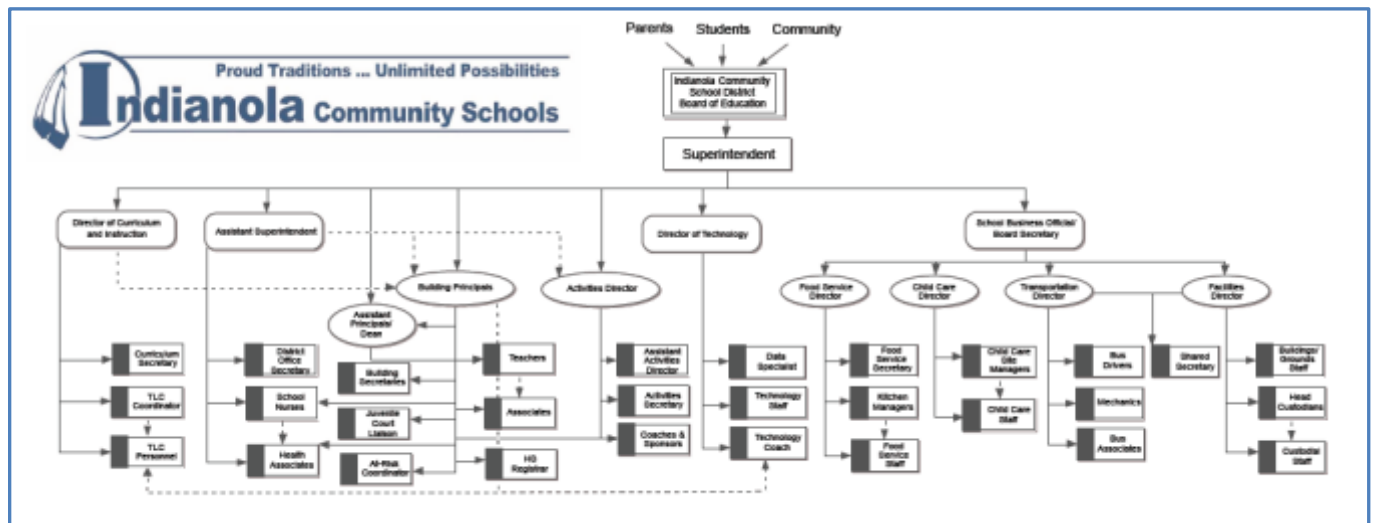 Parents Students Community
Proud Traditions ... Unlimited Possibilities
Indianola Community Schools
Indianola Community
School District
Board of Education
Superintendent
Director of Curriculum
and Instruction
Assistant Superintendent
Director of Technology
School Business Official/
Board Secretary
Building Principals
Activities Director
Food Service
Director
Child Care
Director
Transportation
Director
Facilities
Director
Assistant
Principals/
Dean
Curriculum
Secretary
TLC
Coordinator
TLC
Personnel
District
Office
Secretary
School
Nurses
Health
Associates
Building
Secretaries
Juvenile
Court
Liaison
At-Risk
Coordinator
Teachers
Associates
HS
Registrar
Assistant
Activities
Director
Activities
Secretary
Coaches &
Sponsors
Data
Specialist
Technology
Staff
Technology
Coach
Food
Service
Secretary
Kitchen
Managers
Food
Service
Staff
Child Care
Site
Managers
Child Care
Staff
Bus
Drivers
Mechanics
Bus
Associates
Shared
Secretary
Buildings/
Grounds
Staff
Head
Custodians
Custodial
Staff